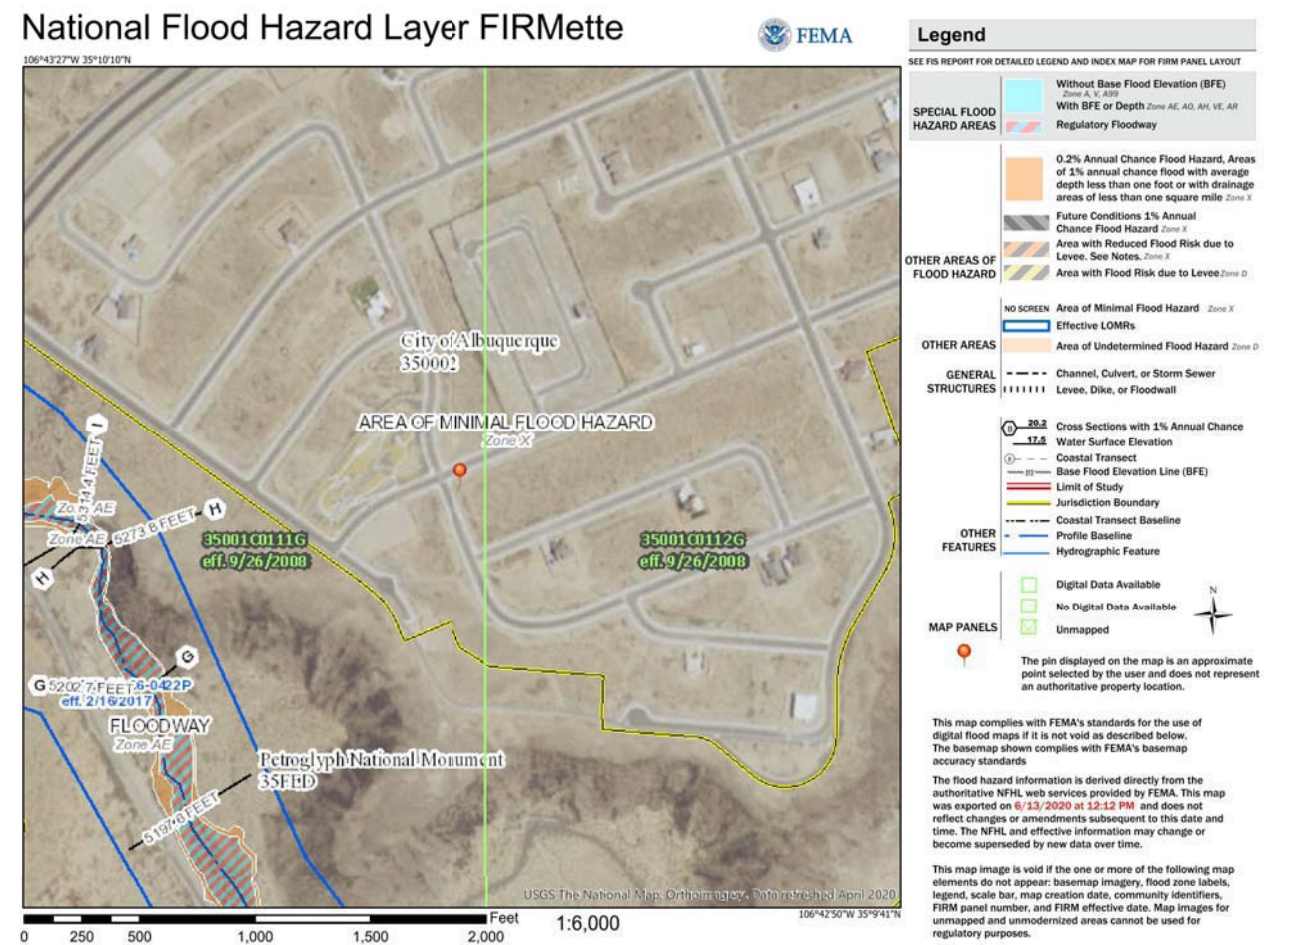 National Flood Hazard Layer FIRMette
FEMA
106°43'27"W 35°10'10"N
City of Albuquerque
350002
AREA OF MINIMAL FLOOD HAZARD
Zone X
35001C0111G
eff. 9/26/2008
35001C0112G
eff. 9/26/2008
I
5314.4 FEET
Zone AE
Zone AE
5273.8 FEET
H
H
G
G 5202.7 FEET
6-0422P
eff. 2/16/2017
FLOODWAY
Zone AE
Petroglyph National Monument
35FED
5197.6 FEET
USGS The National Map: Orthoimagery. Data refreshed April 2020
106°42'50"W 35°9'41"N
Feet
1:6,000
0 250 500 1,000 1,500 2,000
Legend
SEE FIS REPORT FOR DETAILED LEGEND AND INDEX MAP FOR FIRM PANEL LAYOUT
SPECIAL FLOOD
HAZARD AREAS
Without Base Flood Elevation (BFE)
Zone A, V, A99
With BFE or Depth Zone AE, AO, AH, VE, AR
Regulatory Floodway
OTHER AREAS OF
FLOOD HAZARD
0.2% Annual Chance Flood Hazard, Areas
of 1% annual chance flood with average
depth less than one foot or with drainage
areas of less than one square mile Zone X
Future Conditions 1% Annual
Chance Flood Hazard Zone X
Area with Reduced Flood Risk due to
Levee. See Notes. Zone X
Area with Flood Risk due to Levee Zone D
OTHER AREAS
NO SCREEN Area of Minimal Flood Hazard Zone X
Effective LOMRs
Area of Undetermined Flood Hazard Zone D
GENERAL
STRUCTURES
Channel, Culvert, or Storm Sewer
Levee, Dike, or Floodwall
OTHER
FEATURES
B 20.2 Cross Sections with 1% Annual Chance
17.5 Water Surface Elevation
Coastal Transect
Base Flood Elevation Line (BFE)
Limit of Study
Jurisdiction Boundary
Coastal Transect Baseline
Profile Baseline
Hydrographic Feature
MAP PANELS
Digital Data Available
No Digital Data Available
Unmapped
N
The pin displayed on the map is an approximate
point selected by the user and does not represent
an authoritative property location.
This map complies with FEMA's standards for the use of
digital flood maps if it is not void as described below.
The basemap shown complies with FEMA's basemap
accuracy standards
The flood hazard information is derived directly from the
authoritative NFHL web services provided by FEMA. This map
was exported on 6/13/2020 at 12:12 PM and does not
reflect changes or amendments subsequent to this date and
time. The NFHL and effective information may change or
become superseded by new data over time.
This map image is void if the one or more of the following map
elements do not appear: basemap imagery, flood zone labels,
legend, scale bar, map creation date, community identifiers,
FIRM panel number, and FIRM effective date. Map images for
unmapped and unmodernized areas cannot be used for
regulatory purposes.